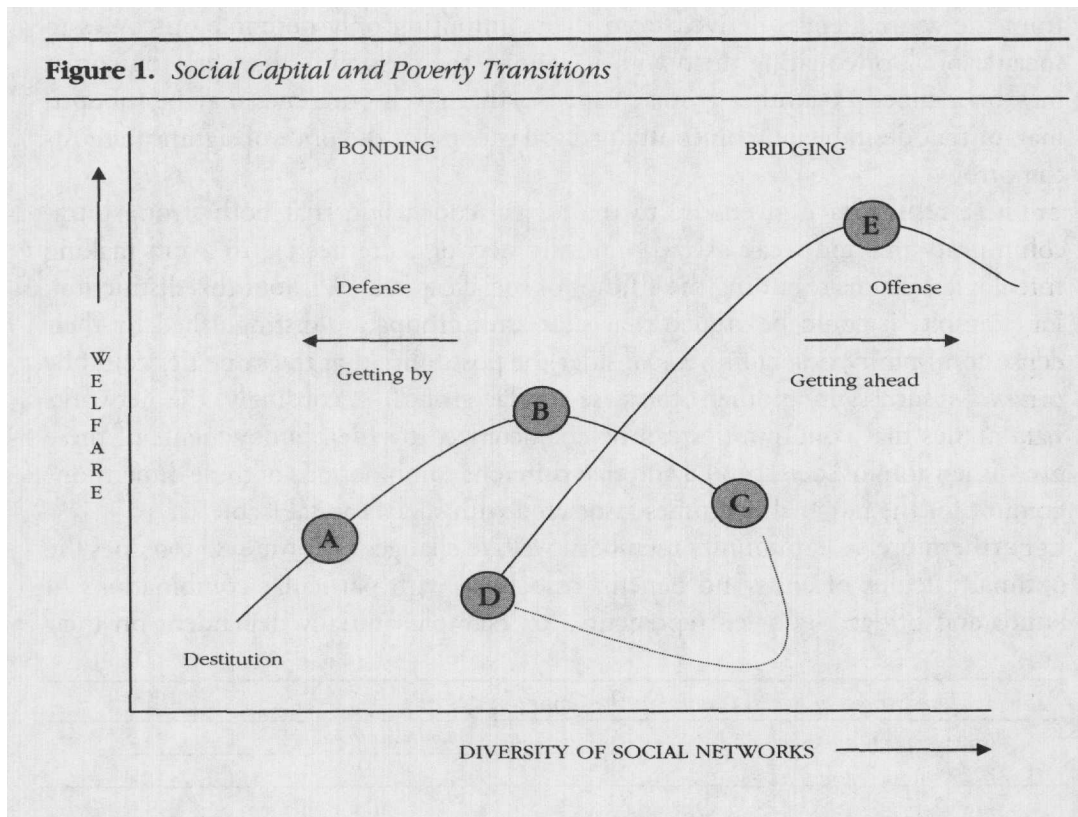 Figure 1. Social Capital and Poverty Transitions
BONDING
BRIDGING
E
Defense
Offense
WELFARE
Getting by
Getting ahead
B
C
A
D
Destitution
DIVERSITY OF SOCIAL NETWORKS